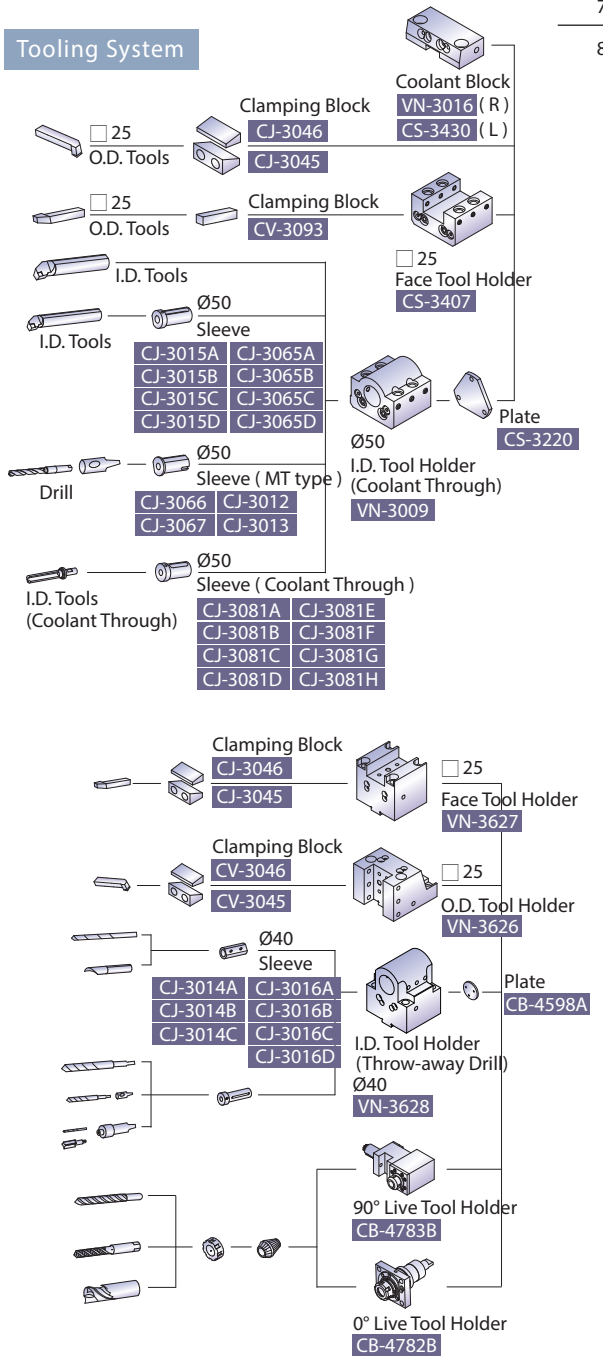 7
8
Tooling System
Coolant Block
VN-3016 ( R )
CS-3430 ( L )
Clamping Block
□ 25
O.D. Tools
CJ-3046
CJ-3045
□ 25
O.D. Tools
Clamping Block
CV-3093
□ 25
Face Tool Holder
CS-3407
I.D. Tools
I.D. Tools
Ø50
Sleeve
CJ-3015A CJ-3065A
CJ-3015B CJ-3065B
CJ-3015C CJ-3065C
CJ-3015D CJ-3065D
Plate
CS-3220
Ø50
I.D. Tool Holder
(Coolant Through)
VN-3009
Drill
Ø50
Sleeve ( MT type )
CJ-3066 CJ-3012
CJ-3067 CJ-3013
I.D. Tools
(Coolant Through)
Ø50
Sleeve ( Coolant Through )
CJ-3081A CJ-3081E
CJ-3081B CJ-3081F
CJ-3081C CJ-3081G
CJ-3081D CJ-3081H
Clamping Block
CJ-3046
CJ-3045
□ 25
Face Tool Holder
VN-3627
Clamping Block
CV-3046
CV-3045
□ 25
O.D. Tool Holder
VN-3626
Ø40
Sleeve
CJ-3014A CJ-3016A
CJ-3014B CJ-3016B
CJ-3014C CJ-3016C
CJ-3016D
Plate
CB-4598A
I.D. Tool Holder
(Throw-away Drill)
Ø40
VN-3628
90° Live Tool Holder
CB-4783B
0° Live Tool Holder
CB-4782B